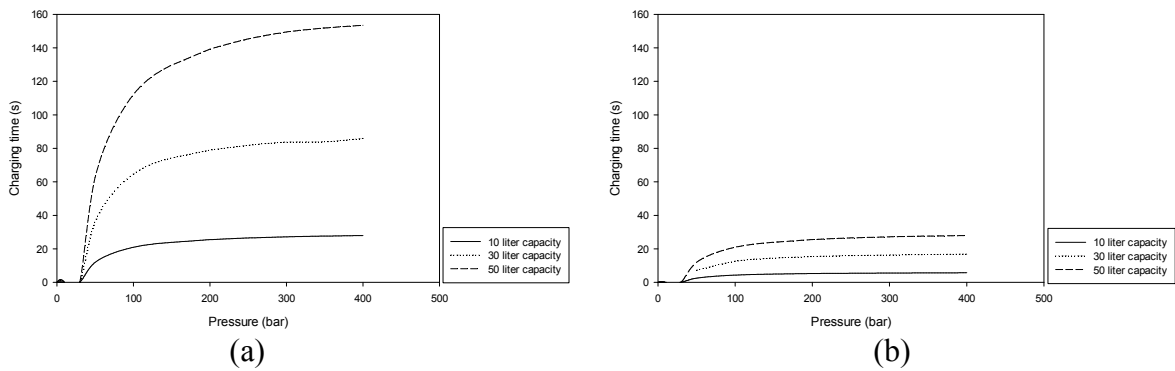 160
140
120
100
80
60
40
20
0
Charging time (s)
0 100 200 300 400 500
Pressure (bar)
10 liter capacity
30 liter capacity
50 liter capacity
(a)
160
140
120
100
80
60
40
20
0
Charging time (s)
0 100 200 300 400 500
Pressure (bar)
10 liter capacity
30 liter capacity
50 liter capacity
(b)